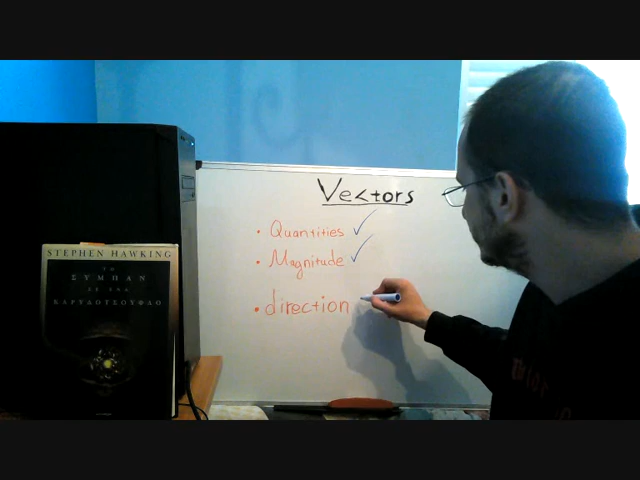 Vectors
• Quantities ✓
• Magnitude ✓
• direction
STEPHEN HAWKING
ΤΟ
ΣΥΜΠΑΝ
ΣΕ ΕΝΑ
ΚΑΡΥΔΟΤΣΟΥΦΛΟ